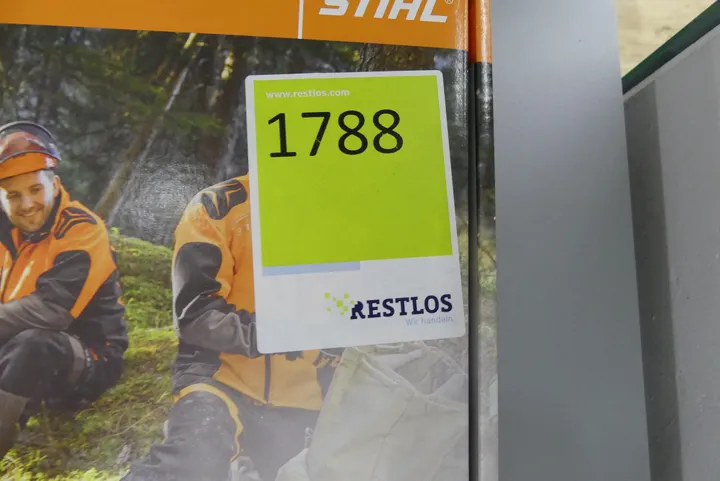 STIHL®
www.restlos.com
1788
RESTLOS
Wir handeln.